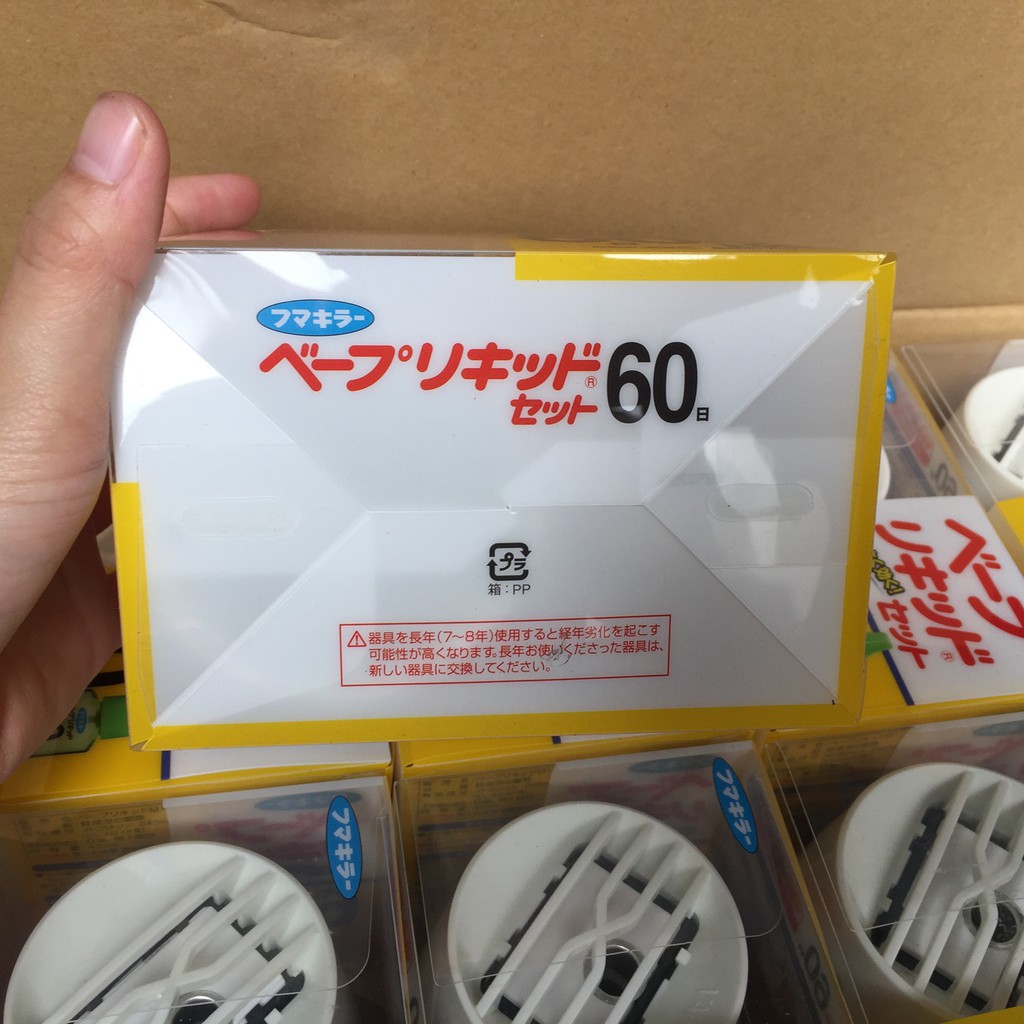 フマキラー
ベープリキッド®
セット
60日
プラ
箱:PP
器具を長年(7〜8年)使用すると経年劣化を起こす
可能性が高くなります。長年お使いくださった器具は、
新しい器具に交換してください。
ベープ
リキッド®
セット
フマキラー
フマキラー